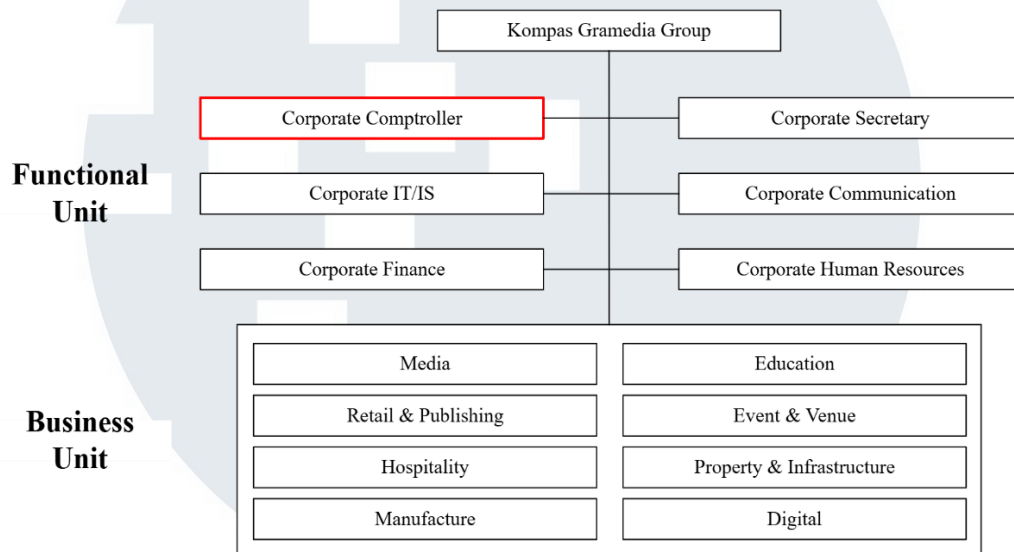 Kompas Gramedia Group
Corporate Comptroller
Corporate Secretary
Functional
Unit
Corporate IT/IS
Corporate Communication
Corporate Finance
Corporate Human Resources
Business
Unit
Media
Education
Retail & Publishing
Event & Venue
Hospitality
Property & Infrastructure
Manufacture
Digital